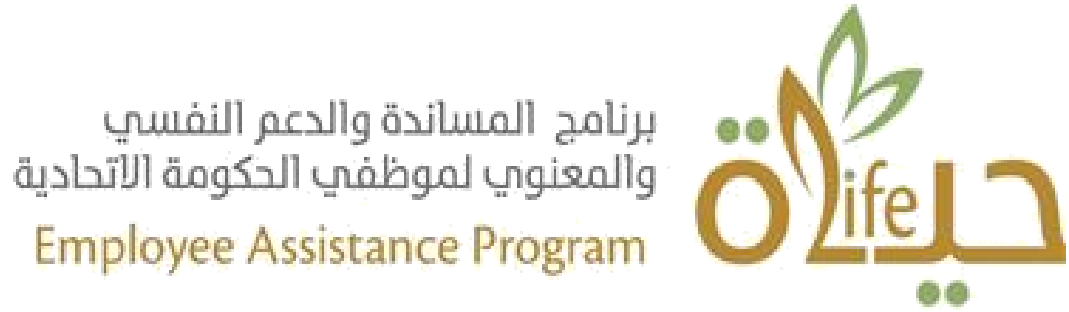 برنامج المساندة والدعم النفسي
والمعنوي لموظفي الحكومة الاتحادية
Employee Assistance Program
حياة
Life